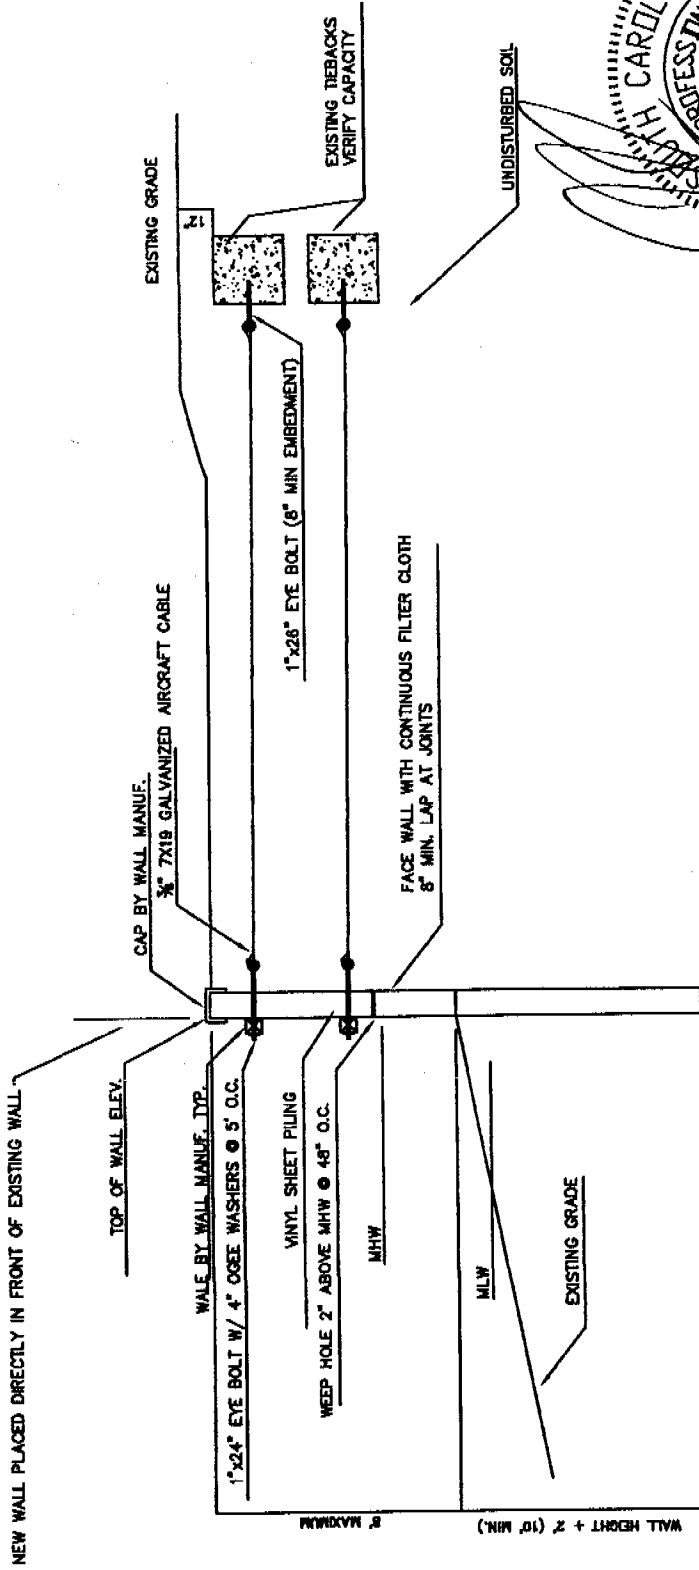 NEW WALL PLACED DIRECTLY IN FRONT OF EXISTING WALL
TOP OF WALL ELEV.
CAP BY WALL MANUF.
7X19 GALVANIZED AIRCRAFT CABLE
EXISTING GRADE
12"
EXISTING TIEBACKS
VERIFY CAPACITY
WALE BY WALL MANUF. TYP.
1"x24" EYE BOLT W/ 4" OGEE WASHERS @ 5' O.C.
1"x26" EYE BOLT (8" MIN EMBEDMENT)
VINYL SHEET PILING
WEEP HOLE 2" ABOVE MHW @ 48" O.C.
UNDISTURBED SOIL
FACE WALL WITH CONTINUOUS FILTER CLOTH
8" MIN. LAP AT JOINTS
MHW
MLW
EXISTING GRADE
8' MAXIMUM
WALL HEIGHT + 2' (10' MIN.)
SOUTH CAROL
PROFESS